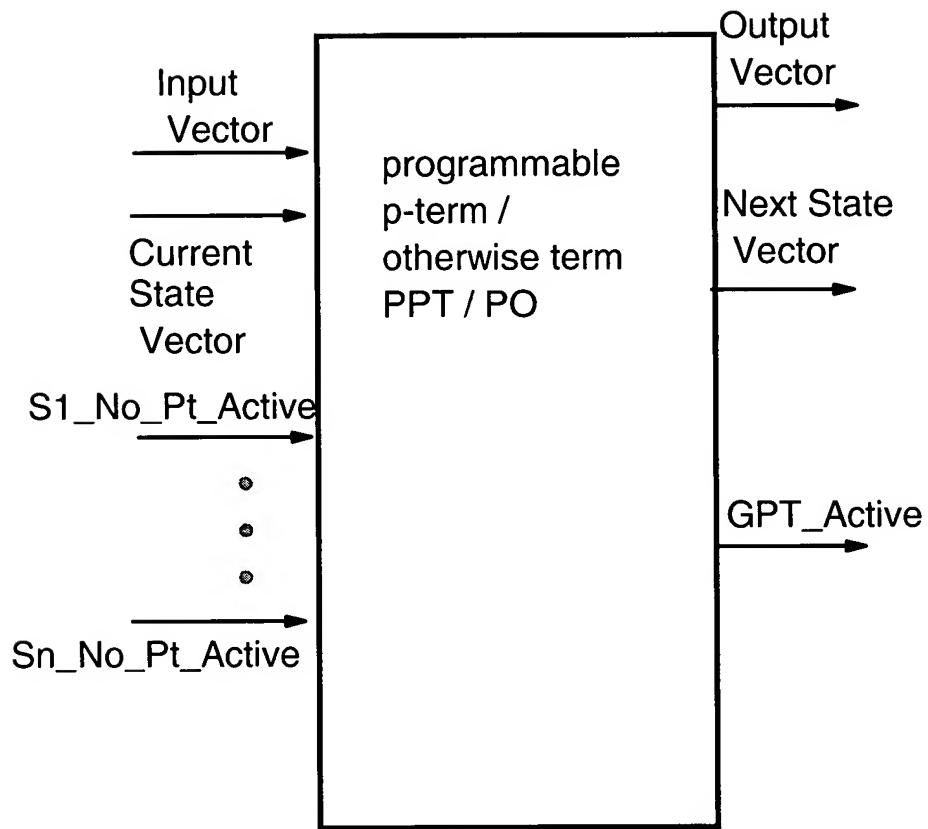 Input
Vector
Current
State
Vector
S1_No_Pt_Active
Sn_No_Pt_Active
programmable
p-term /
otherwise term
PPT / PO
Output
Vector
Next State
Vector
GPT_Active